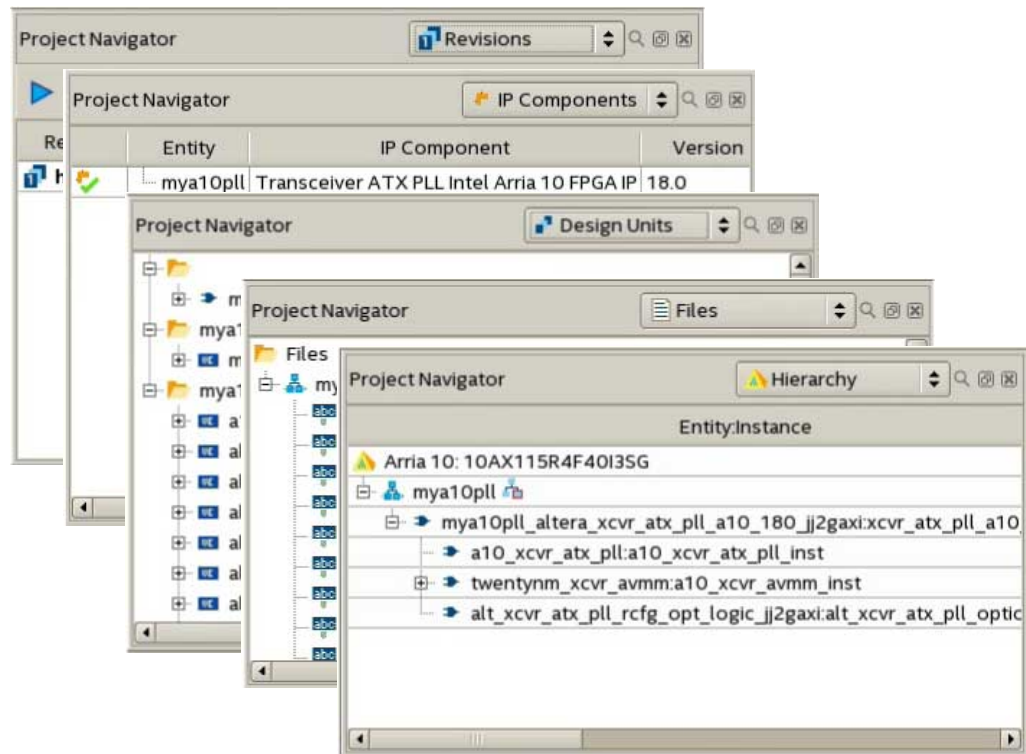 Project Navigator Revisions
Project Navigator IP Components
Entity IP Component Version
mya10pll Transceiver ATX PLL Intel Arria 10 FPGA IP 18.0
Project Navigator Design Units
Project Navigator Files
Files
Project Navigator Hierarchy
Entity:Instance
Arria 10: 10AX115R4F40I3SG
mya10pll
mya10pll_altera_xcvr_atx_pll_a10_180_jj2gaxi:xcvr_atx_pll_a10_
a10_xcvr_atx_pll:a10_xcvr_atx_pll_inst
twentynm_xcvr_avmm:a10_xcvr_avmm_inst
alt_xcvr_atx_pll_rcfg_opt_logic_jj2gaxi:alt_xcvr_atx_pll_optic